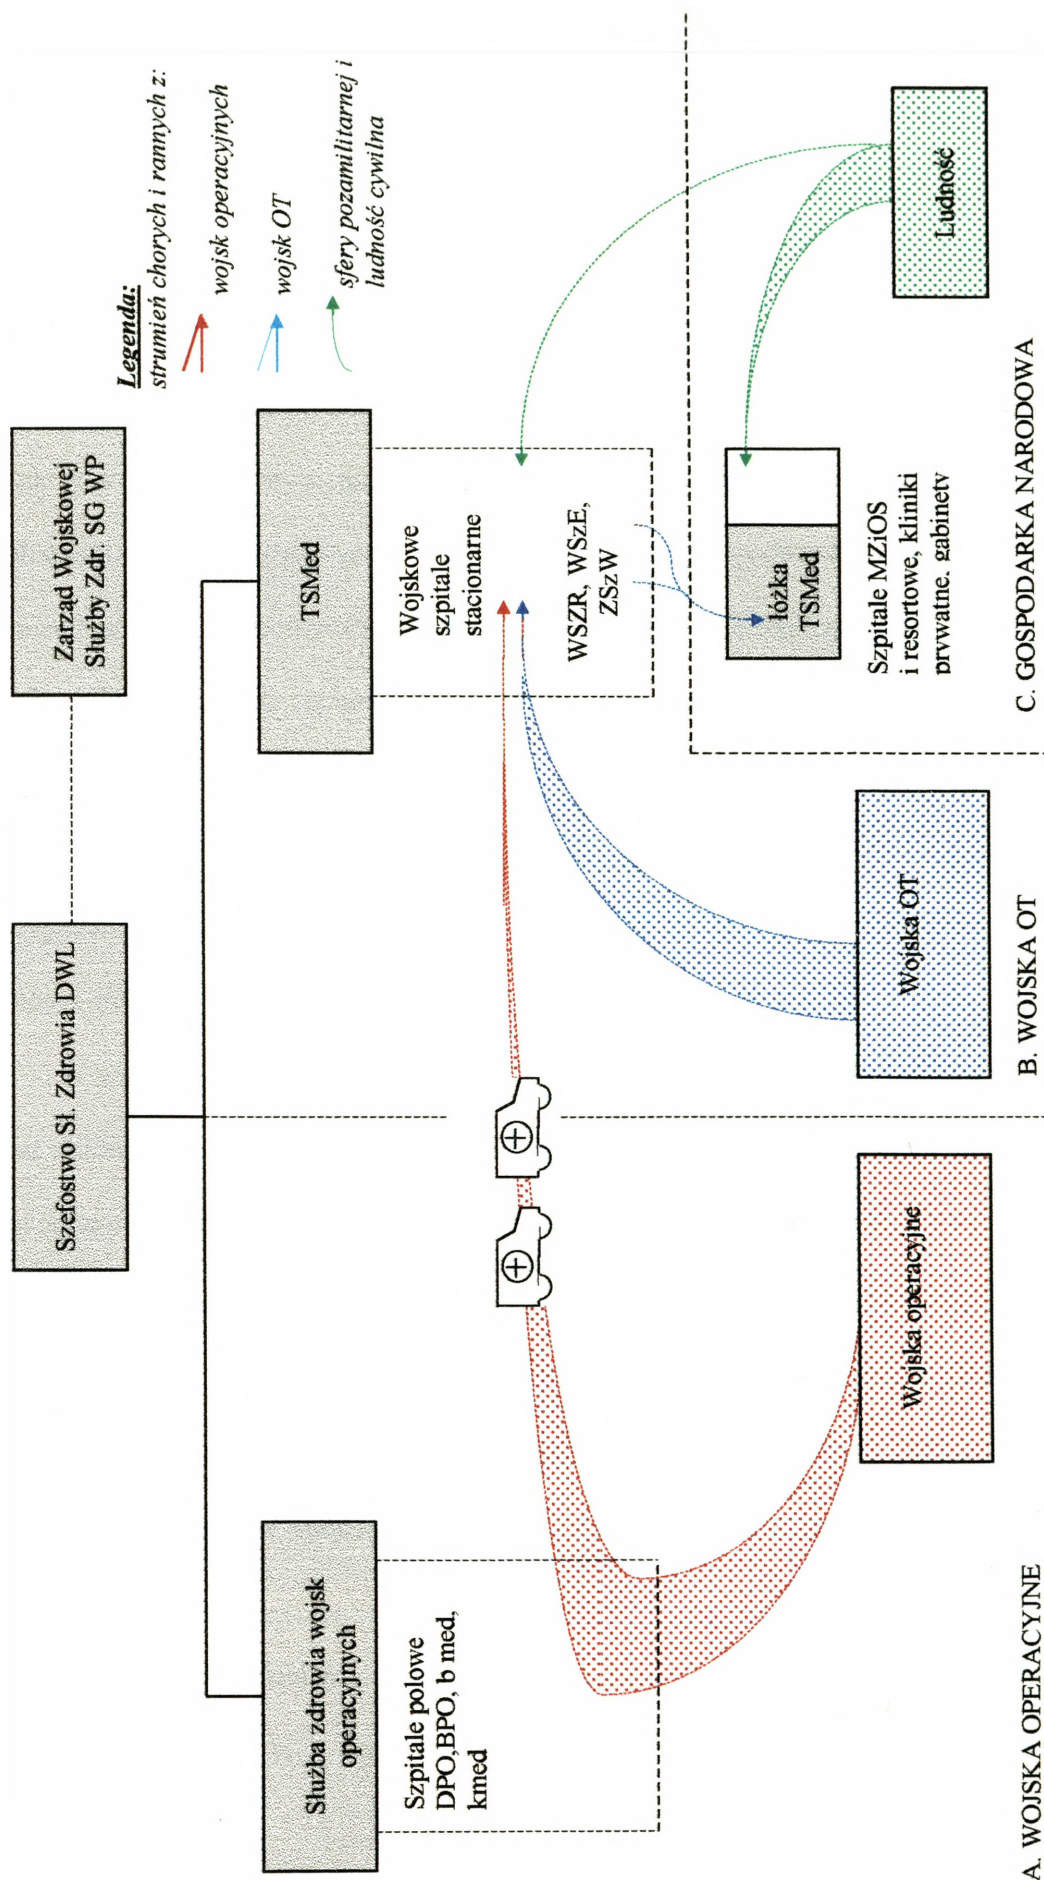 Szefostwo Sł. Zdrowia DWL
Zarząd Wojskowej
Służby Zdr. SG WP
Legenda:
strumień chorych i rannych z:
wojsk operacyjnych
wojsk OT
sfery pozamilitarnej i
ludność cywilna
Służba zdrowia wojsk
operacyjnych
Szpitale polowe
DPO,BPO, b med,
kmed
TSMed
Wojskowe
szpitale
stacionarne
WSZR, WSzE,
ZSzW
łóżka
TSMed
Szpitale MZiOS
i resortowe, kliniki
prywatne, gabinety
Wojska operacyjne
Wojska OT
Ludność
A. WOJSKA OPERACYJNE
B. WOJSKA OT
C. GOSPODARKA NARODOWA